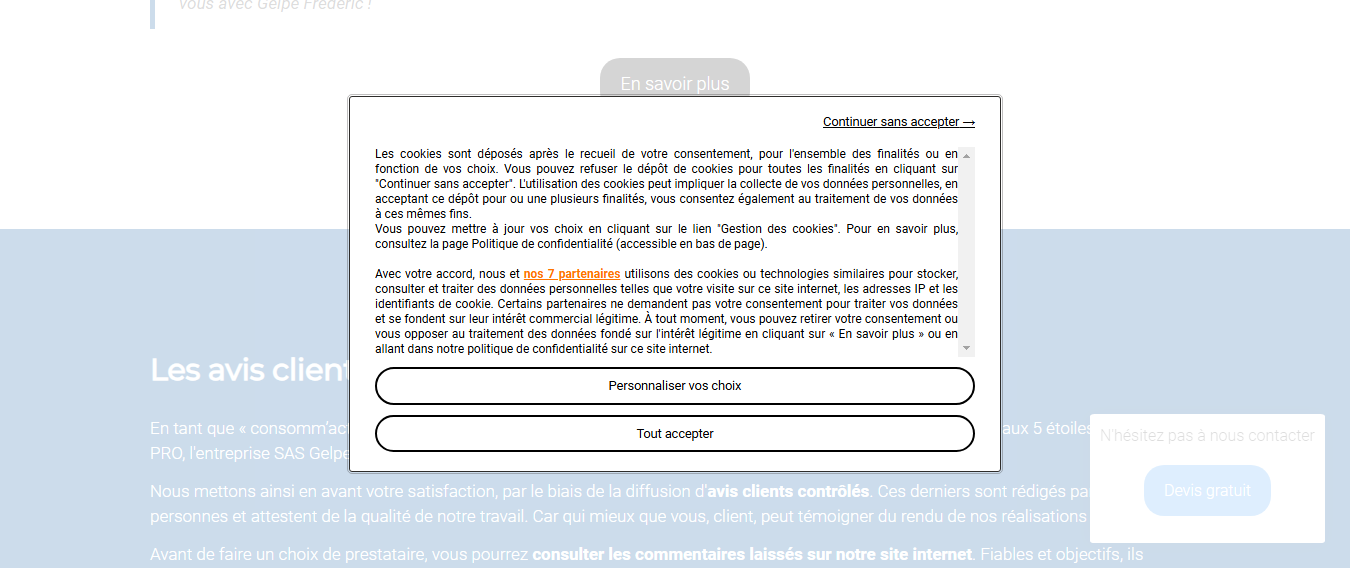 vous avec Gelpe Frédéric !
En savoir plus
Continuer sans accepter →
Les cookies sont déposés après le recueil de votre consentement, pour l'ensemble des finalités ou en
fonction de vos choix. Vous pouvez refuser le dépôt de cookies pour toutes les finalités en cliquant sur
"Continuer sans accepter". L'utilisation des cookies peut impliquer la collecte de vos données personnelles, en
acceptant ce dépôt pour ou une plusieurs finalités, vous consentez également au traitement de vos données
à ces mêmes fins.
Vous pouvez mettre à jour vos choix en cliquant sur le lien "Gestion des cookies". Pour en savoir plus,
consultez la page Politique de confidentialité (accessible en bas de page).
Avec votre accord, nous et nos 7 partenaires utilisons des cookies ou technologies similaires pour stocker,
consulter et traiter des données personnelles telles que votre visite sur ce site internet, les adresses IP et les
identifiants de cookie. Certains partenaires ne demandent pas votre consentement pour traiter vos données
et se fondent sur leur intérêt commercial légitime. À tout moment, vous pouvez retirer votre consentement ou
vous opposer au traitement des données fondé sur l'intérêt légitime en cliquant sur « En savoir plus » ou en
allant dans notre politique de confidentialité sur ce site internet.
Personnaliser vos choix
Tout accepter
Les avis client
En tant que « consomm'act
aux 5 étoiles
PRO, l'entreprise SAS Gelpe
Nous mettons ainsi en avant votre satisfaction, par le biais de la diffusion d'avis clients contrôlés. Ces derniers sont rédigés pa
personnes et attestent de la qualité de notre travail. Car qui mieux que vous, client, peut témoigner du rendu de nos réalisations
Avant de faire un choix de prestataire, vous pourrez consulter les commentaires laissés sur notre site internet. Fiables et objectifs, ils
N'hésitez pas à nous contacter
Devis gratuit